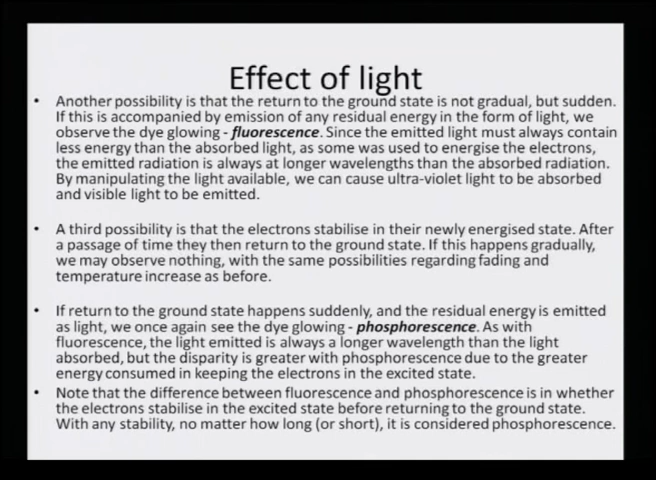 Effect of light
• Another possibility is that the return to the ground state is not gradual, but sudden.
If this is accompanied by emission of any residual energy in the form of light, we
observe the dye glowing - fluorescence. Since the emitted light must always contain
less energy than the absorbed light, as some was used to energise the electrons,
the emitted radiation is always at longer wavelengths than the absorbed radiation.
By manipulating the light available, we can cause ultra-violet light to be absorbed
and visible light to be emitted.
• A third possibility is that the electrons stabilise in their newly energised state. After
a passage of time they then return to the ground state. If this happens gradually,
we may observe nothing, with the same possibilities regarding fading and
temperature increase as before.
• If return to the ground state happens suddenly, and the residual energy is emitted
as light, we once again see the dye glowing - phosphorescence. As with
fluorescence, the light emitted is always a longer wavelength than the light
absorbed, but the disparity is greater with phosphorescence due to the greater
energy consumed in keeping the electrons in the excited state.
• Note that the difference between fluorescence and phosphorescence is in whether
the electrons stabilise in the excited state before returning to the ground state.
With any stability, no matter how long (or short), it is considered phosphorescence.